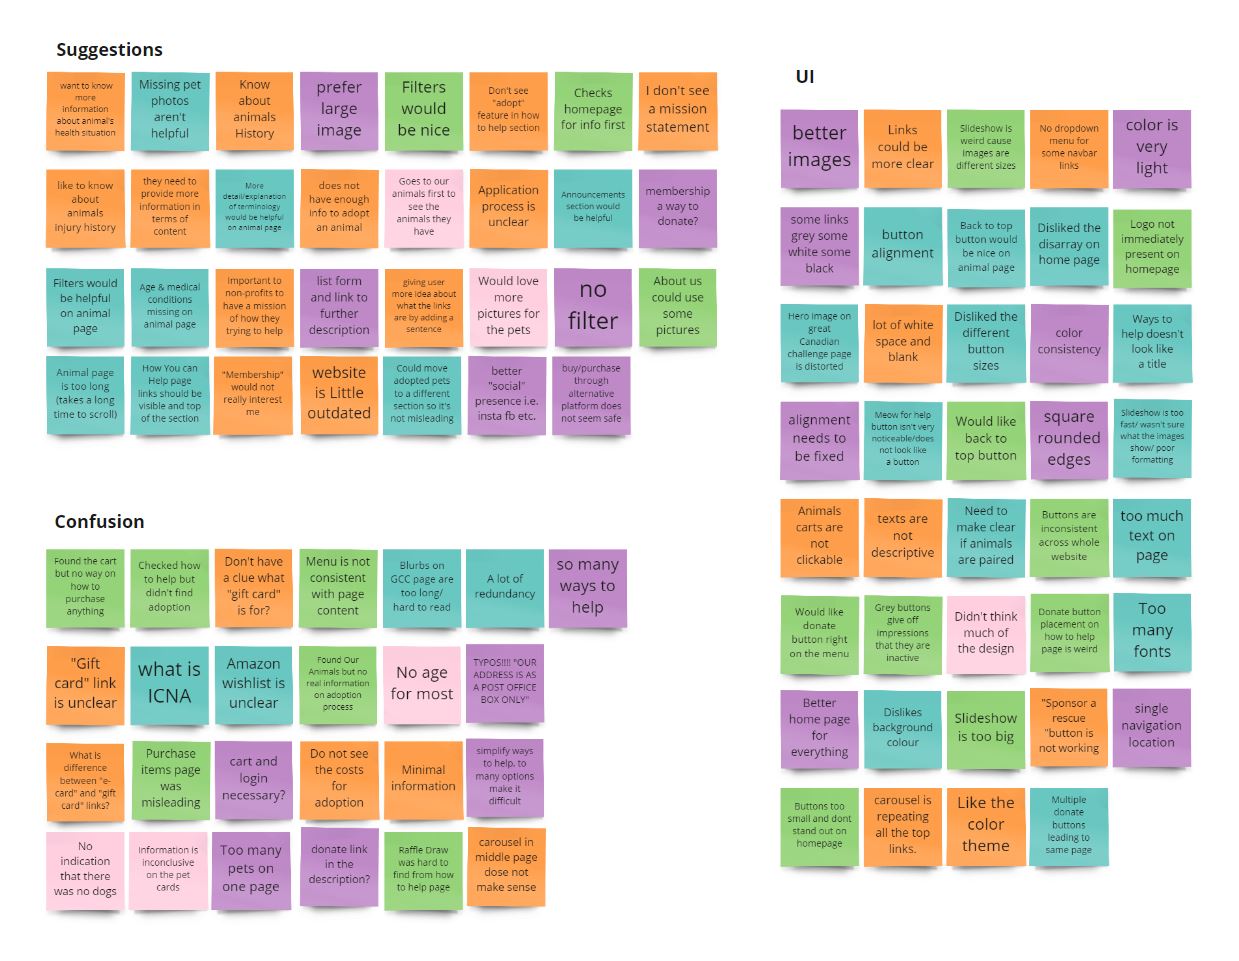 Suggestions
want to know
more
information
about animal's
health situation
Missing pet
photos
aren't
helpful
Know
about
animals
History
prefer
large
image
Filters
would
be nice
Don't see
"adopt"
feature in how
to help section
Checks
homepage
for info first
I don't see
a mission
statement
like to know
about
animals
injury history
they need to
provide more
information in
terms of
content
More
detail/explanation
of terminology
would be helpful
on animal page
does not
have enough
info to adopt
an animal
Goes to our
animals first to
see the
animals they
have
Application
process is
unclear
Announcements
section would
be helpful
membership
a way to
donate?
Filters would
be helpful
on animal
page
Age & medical
conditions
missing on
animal page
Important to
non-profits to
have a mission
of how they
trying to help
list form
and link to
further
description
giving user
more idea about
what the links
are by adding a
sentence
Would love
more
pictures for
the pets
no
filter
About us
could use
some
pictures
Animal page
is too long
(takes a long
time to scroll)
How You can
Help page
links should be
visible and top
of the section
"Membership"
would not
really interest
me
website
is Little
outdated
Could move
adopted pets
to a different
section so it's
not misleading
better
"social"
presence i.e.
insta fb etc.
buy/purchase
through
alternative
platform does
not seem safe
Confusion
Found the cart
but no way on
how to
purchase
anything
Checked how
to help but
didn't find
adoption
Don't have
a clue what
"gift card"
is for?
Menu is not
consistent
with page
content
Blurbs on
GCC page are
too long/
hard to read
A lot of
redundancy
so many
ways to
help
"Gift
card" link
is unclear
what is
ICNA
Amazon
wishlist is
unclear
Found Our
Animals but no
real information
on adoption
process
No age
for most
TYPOS!!!! "OUR
ADDRESS IS AS
A POST OFFICE
BOX ONLY"
What is
difference
between "e-
card" and "gift
card" links?
Purchase
items page
was
misleading
cart and
login
necessary?
Do not see
the costs
for
adoption
Minimal
information
simplify ways
to help, to
many options
make it
difficult
No
indication
that there
was no dogs
Information is
inconclusive
on the pet
cards
Too many
pets on
one page
donate link
in the
description?
Raffle Draw
was hard to
find from how
to help page
carousel in
middle page
dose not
make sense
UI
better
images
Links
could be
more clear
Slideshow is
weird cause
images are
different sizes
No dropdown
menu for
some navbar
links
color is
very
light
some links
grey some
white some
black
button
alignment
Back to top
button would
be nice on
animal page
Disliked the
disarray on
home page
Logo not
immediately
present on
homepage
Hero image on
great
Canadian
challenge page
is distorted
lot of white
space and
blank
Disliked the
different
button
sizes
color
consistency
Ways to
help doesn't
look like
a title
alignment
needs to
be fixed
Meow for help
button isn't very
noticeable/does
not look like
a button
Would like
back to
top button
square
rounded
edges
Slideshow is too
fast/ wasn't sure
what the images
show/ poor
formatting
Animals
carts are
not
clickable
texts are
not
descriptive
Need to
make clear
if animals
are paired
Buttons are
inconsistent
across whole
website
too much
text on
page
Would like
donate
button right
on the menu
Grey buttons
give off
impressions
that they are
inactive
Didn't think
much of
the design
Donate button
placement on
how to help
page is weird
Too
many
fonts
Better
home page
for
everything
Dislikes
background
colour
Slideshow
is too big
"Sponsor a
rescue
"button is
not working
single
navigation
location
Buttons too
small and dont
stand out on
homepage
carousel is
repeating
all the top
links.
Like the
color
theme
Multiple
donate
buttons
leading to
same page